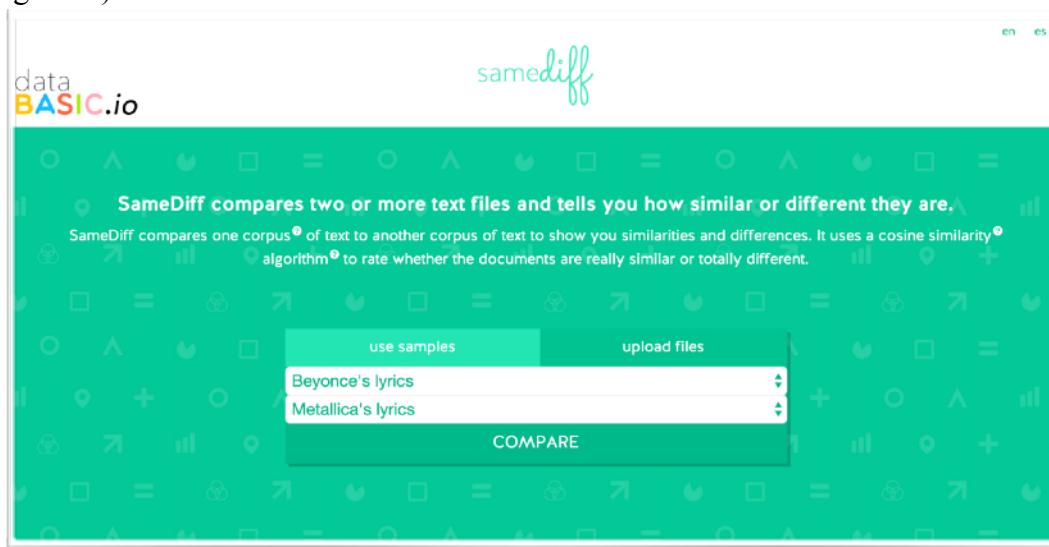 en es
samediff
data
BASIC.io
SameDiff compares two or more text files and tells you how similar or different they are.
SameDiff compares one corpus? of text to another corpus of text to show you similarities and differences. It uses a cosine similarity?
algorithm? to rate whether the documents are really similar or totally different.
use samples upload files
Beyonce's lyrics
Metallica's lyrics
COMPARE